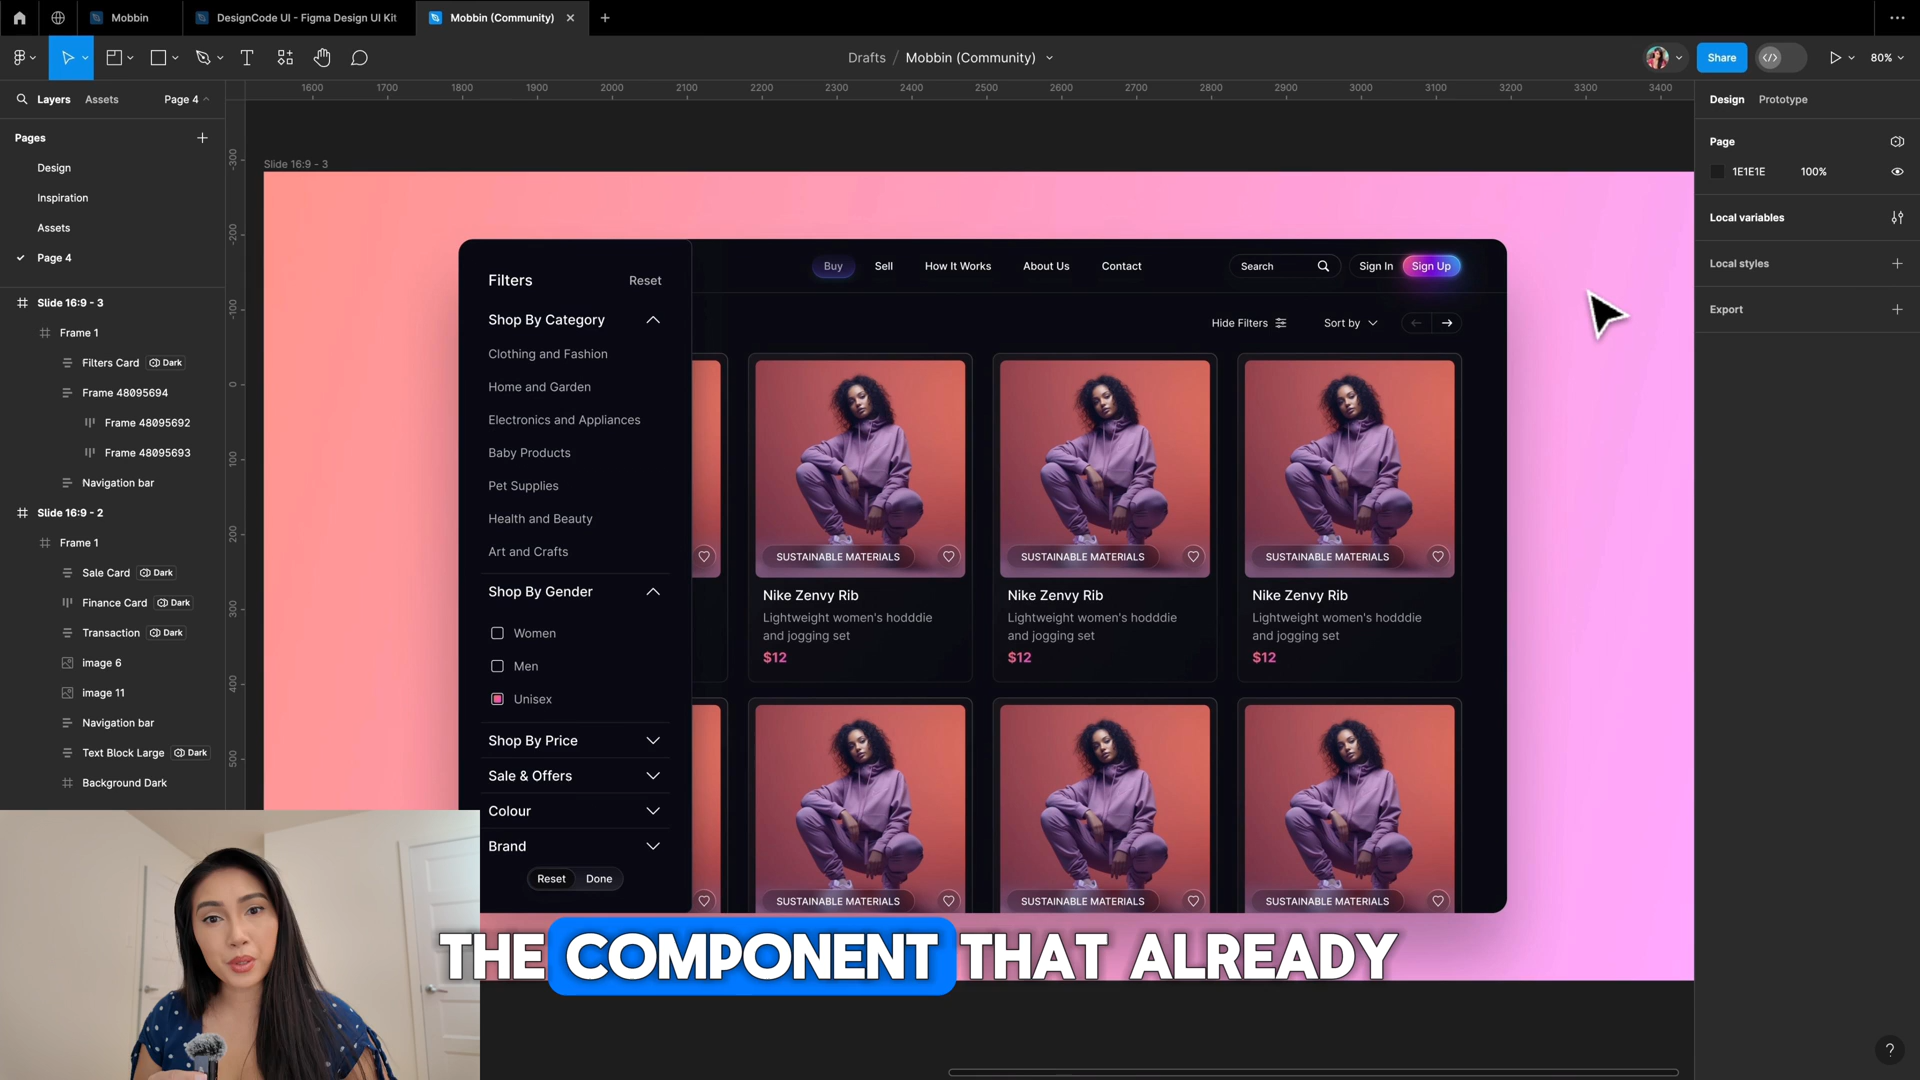 Mobbin
DesignCode UI - Figma Design UI Kit
Mobbin (Community)
Drafts / Mobbin (Community)
Share
80%
Layers
Assets
Page 4
1600 1700 1800 1900 2000 2100 2200 2300 2400 2500 2600 2700 2800 2900 3000 3100 3200 3300 3400
Design
Prototype
Pages
Design
Inspiration
Assets
Page 4
Slide 16:9 - 3
Frame 1
Filters Card
Dark
Frame 48095694
Frame 48095692
Frame 48095693
Navigation bar
Slide 16:9 - 2
Frame 1
Sale Card
Dark
Finance Card
Dark
Transaction
Dark
image 6
image 11
Navigation bar
Text Block Large
Dark
Background Dark
-300
-200
-100
0
100
200
300
400
500
Slide 16:9 - 3
Filters
Reset
Shop By Category
Clothing and Fashion
Home and Garden
Electronics and Appliances
Baby Products
Pet Supplies
Health and Beauty
Art and Crafts
Shop By Gender
Women
Men
Unisex
Shop By Price
Sale & Offers
Colour
Brand
Reset
Done
Buy
Sell
How It Works
About Us
Contact
Search
Sign In
Sign Up
Hide Filters
Sort by
SUSTAINABLE MATERIALS
SUSTAINABLE MATERIALS
SUSTAINABLE MATERIALS
Nike Zenvy Rib
Lightweight women's hodddie
and jogging set
$12
Nike Zenvy Rib
Lightweight women's hodddie
and jogging set
$12
Nike Zenvy Rib
Lightweight women's hodddie
and jogging set
$12
SUSTAINABLE MATERIALS
SUSTAINABLE MATERIALS
SUSTAINABLE MATERIALS
THE COMPONENT THAT ALREADY
Page
1E1E1E
100%
Local variables
Local styles
Export
?